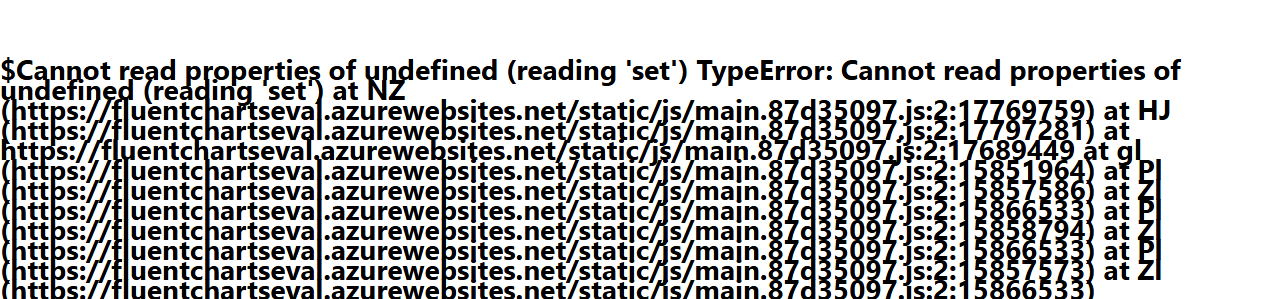 $Cannot read properties of undefined (reading 'set') TypeError: Cannot read properties of
undefined (reading 'set') at NZ
(https://fluentchartseval.azurewebsites.net/static/js/main.87d35097.js:2:17769759) at HJ
(https://fluentchartseval.azurewebsites.net/static/js/main.87d35097.js:2:17797281) at
https://fluentchartseval.azurewebsites.net/static/js/main.87d35097.js:2:17689449 at gl
(https://fluentchartseval.azurewebsites.net/static/js/main.87d35097.js:2:15851964) at Pl
(https://fluentchartseval.azurewebsites.net/static/js/main.87d35097.js:2:15857586) at Zl
(https://fluentchartseval.azurewebsites.net/static/js/main.87d35097.js:2:15866533) at Pl
(https://fluentchartseval.azurewebsites.net/static/js/main.87d35097.js:2:15858794) at Zl
(https://fluentchartseval.azurewebsites.net/static/js/main.87d35097.js:2:15866533) at Pl
(https://fluentchartseval.azurewebsites.net/static/js/main.87d35097.js:2:15857573) at Zl
(https://fluentchartseval.azurewebsites.net/static/js/main.87d35097.js:2:15866533)